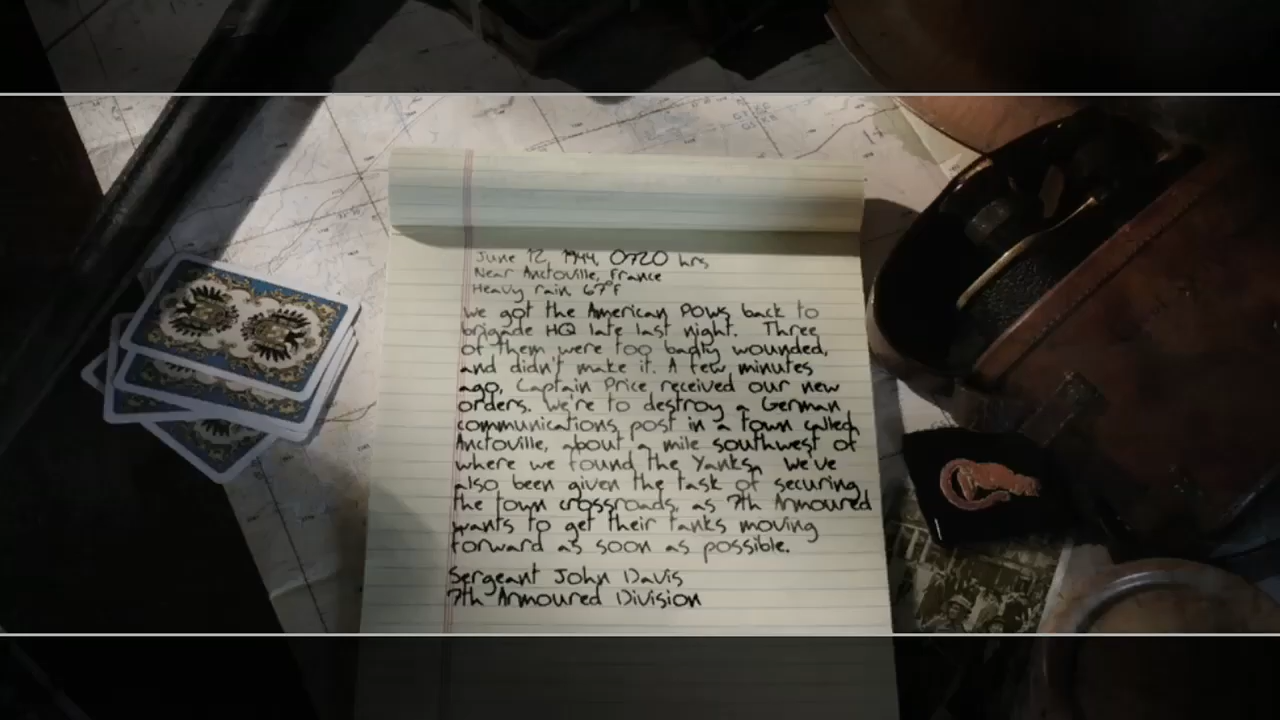 June 12, 1944, 0720 hrs
Near Anctoville, France
Heavy rain 67°F
We got the American POWs back to
brigade HQ late last night. Three
of them were too badly wounded,
and didn't make it. A few minutes
ago, Captain Price received our new
orders. We're to destroy a German
communications post in a town called
Anctoville, about a mile southwest of
where we found the Yanks. We've
also been given the task of securing
the town crossroads, as 7th Armoured
wants to get their tanks moving
forward as soon as possible.
Sergeant John Davis
7th Armoured Division